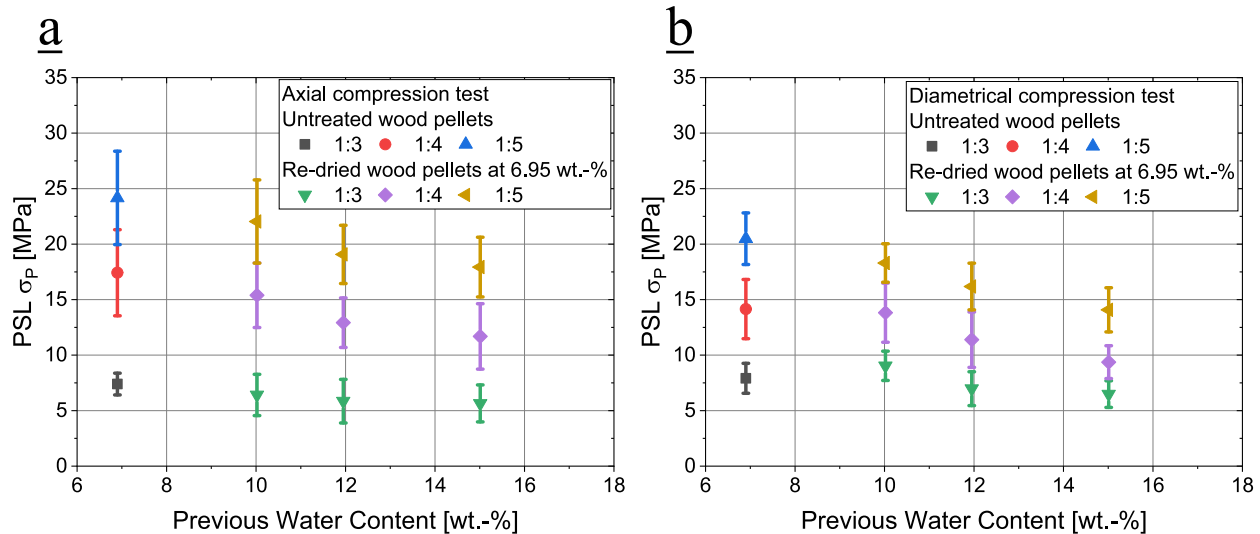 a
35
30
25
20
15
10
5
0
PSL σP [MPa]
Axial compression test
Untreated wood pellets
1:3 1:4 1:5
Re-dried wood pellets at 6.95 wt.-%
1:3 1:4 1:5
6 8 10 12 14 16 18
Previous Water Content [wt.-%]
b
35
30
25
20
15
10
5
0
PSL σP [MPa]
Diametrical compression test
Untreated wood pellets
1:3 1:4 1:5
Re-dried wood pellets at 6.95 wt.-%
1:3 1:4 1:5
6 8 10 12 14 16 18
Previous Water Content [wt.-%]